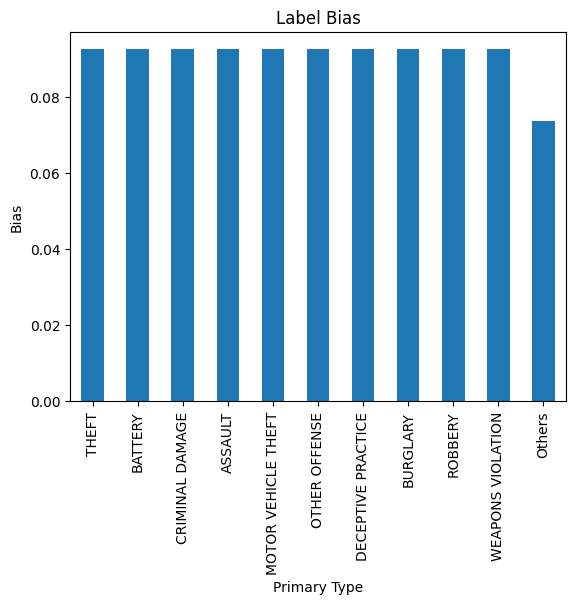 Label Bias
Bias
0.08
0.06
0.04
0.02
0.00
THEFT
BATTERY
CRIMINAL DAMAGE
ASSAULT
MOTOR VEHICLE THEFT
OTHER OFFENSE
DECEPTIVE PRACTICE
BURGLARY
ROBBERY
WEAPONS VIOLATION
Others
Primary Type